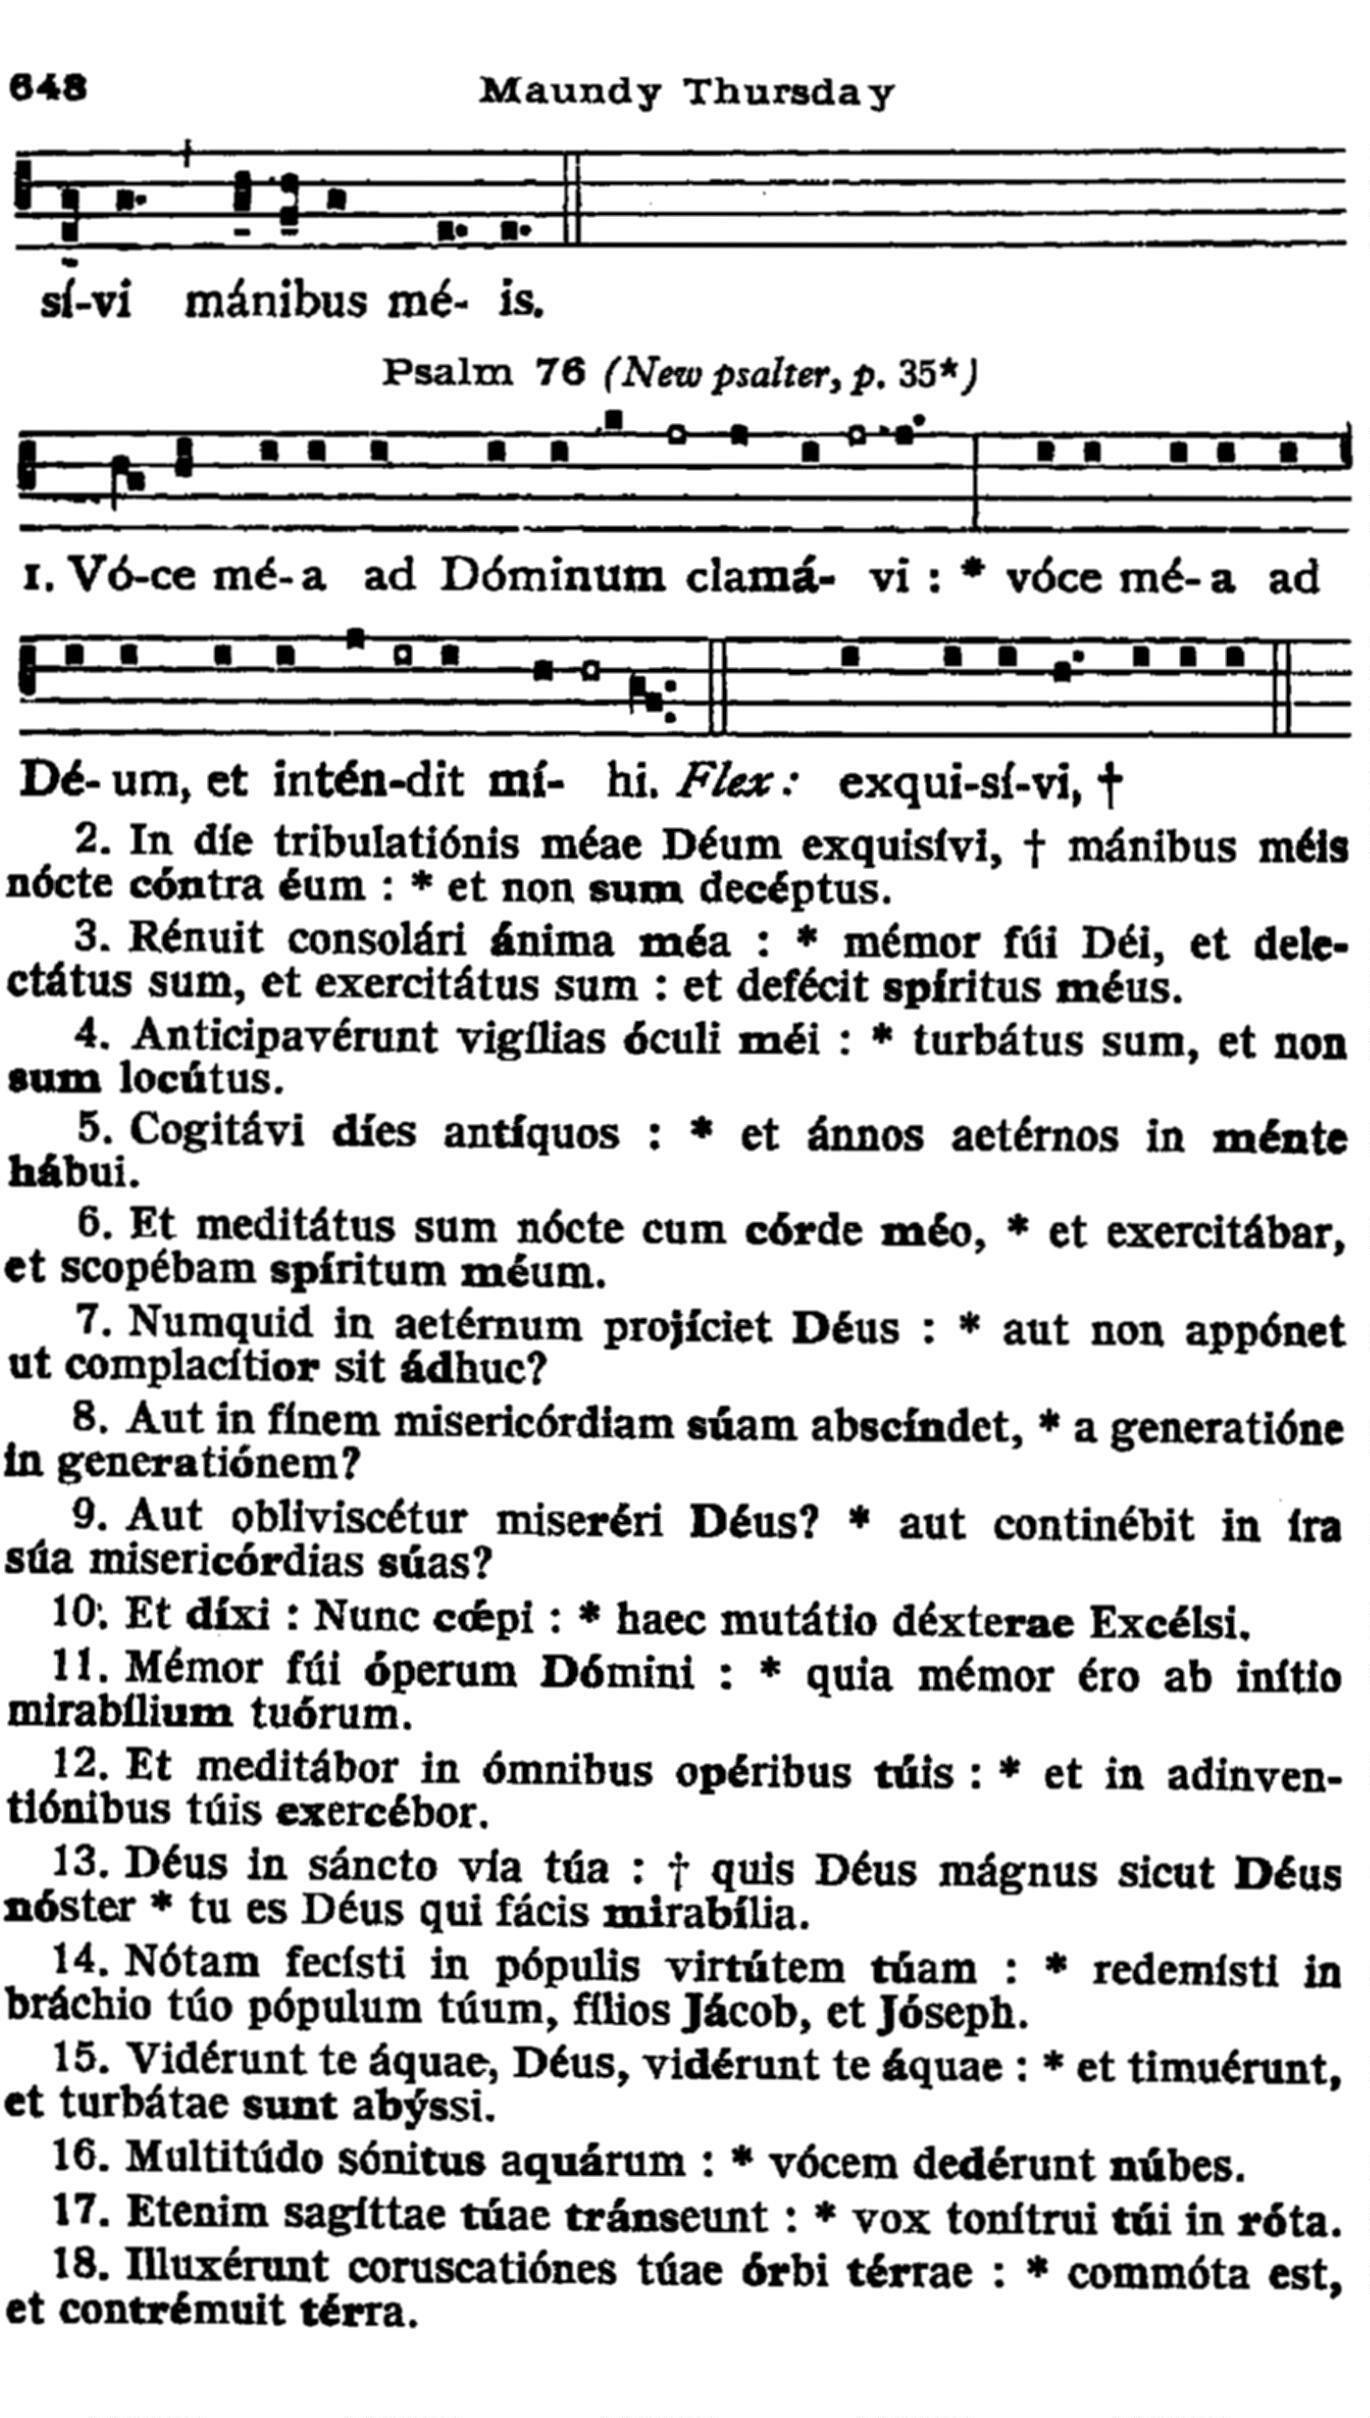 648 Maundy Thursday
sí-vi mánibus mé- is.
Psalm 76 (New psalter, p. 35*)
1. Vó-ce mé-a ad Dóminum clamá- vi : * vóce mé-a ad
Dé-um, et intén-dit mí- hi. Flex : exqui-sí-vi, †
2. In díe tribulatiónis méae Déum exquisívi, † mánibus méis
nócte cóntra éum : * et non sum decéptus.
3. Rénuit consolári ánima méa : * mémor fúi Déi, et dele-
ctátus sum, et exercitátus sum : et defécit spíritus méus.
4. Anticipavérunt vigílias óculi méi : * turbátus sum, et non
sum locútus.
5. Cogitávi díes antíquos : * et ánnos aetérnos in ménte
hábui.
6. Et meditátus sum nócte cum córde méo, * et exercitábar,
et scopébam spíritum méum.
7. Numquid in aetérnum projíciet Déus : * aut non appónet
ut complacítior sit ádhuc?
8. Aut in fínem misericórdiam súam abscíndet, * a generatióne
in generatiónem?
9. Aut obliviscétur miseréri Déus? * aut continébit in íra
súa misericórdias súas?
10. Et díxi : Nunc cœ́pi : * haec mutátio déxterae Excélsi.
11. Mémor fúi óperum Dómini : * quia mémor éro ab inítio
mirabílium tuórum.
12. Et meditábor in ómnibus opéribus túis : * et in adinven-
tiónibus túis exercébor.
13. Déus in sáncto vía túa : † quis Déus mágnus sicut Déus
nóster * tu es Déus qui fácis mirabília.
14. Nótam fecísti in pópulis virtútem túam : * redemísti in
bráchio túo pópulum túum, fílios Jácob, et Jóseph.
15. Vidérunt te áquae, Déus, vidérunt te áquae : * et timuérunt,
et turbátae sunt abýssi.
16. Multitúdo sónitus aquárum : * vócem dedérunt núbes.
17. Etenim sagíttae túae tránseunt : * vox tonítrui túi in róta.
18. Illuxérunt coruscatiónes túae órbi térrae : * commóta est,
et contrémuit térra.